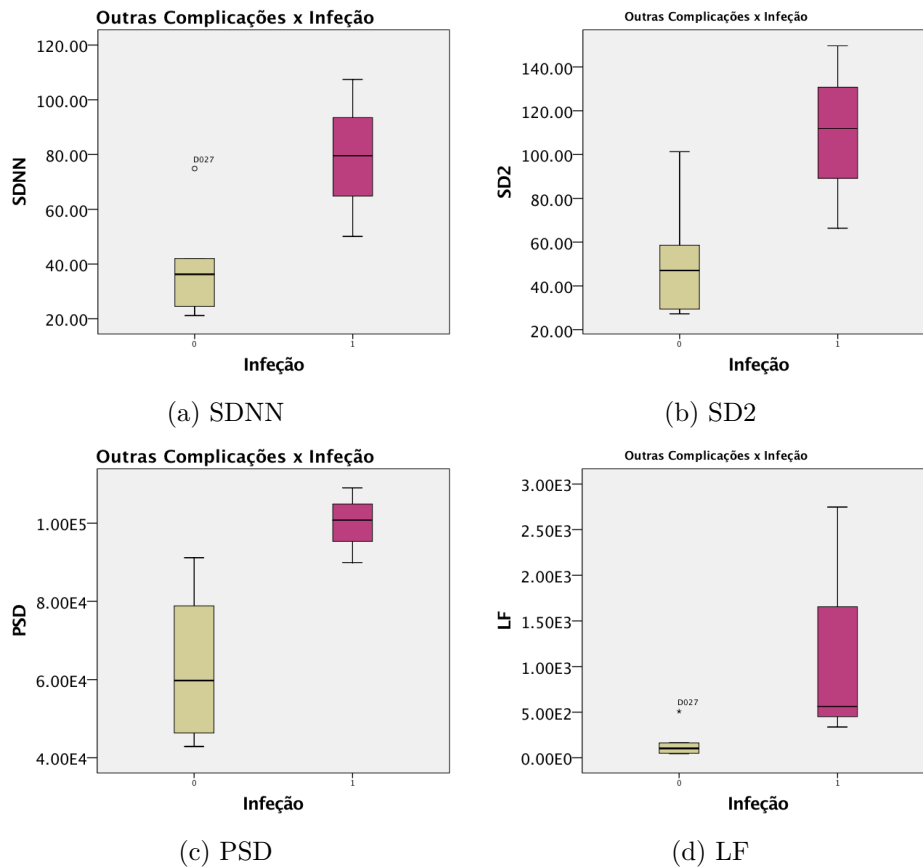 Outras Complicações x Infeção
120.00
100.00
80.00
60.00
40.00
20.00
SDNN
D027
0
1
Infeção
(a) SDNN
Outras Complicações x Infeção
140.00
120.00
100.00
80.00
60.00
40.00
20.00
SD2
0
1
Infeção
(b) SD2
Outras Complicações x Infeção
1.00E5
8.00E4
6.00E4
4.00E4
PSD
0
1
Infeção
(c) PSD
Outras Complicações x Infeção
3.00E3
2.50E3
2.00E3
1.50E3
1.00E3
5.00E2
0.00E0
LF
D027
0
1
Infeção
(d) LF